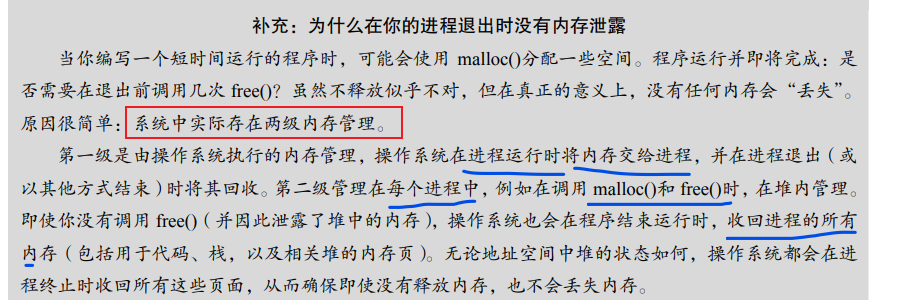 补充：为什么在你的进程退出时没有内存泄露
当你编写一个短时间运行的程序时，可能会使用 malloc()分配一些空间。程序运行并即将完成：是
否需要在退出前调用几次 free()？虽然不释放似乎不对，但在真正的意义上，没有任何内存会“丢失”。
原因很简单：系统中实际存在两级内存管理。
第一级是由操作系统执行的内存管理，操作系统在进程运行时将内存交给进程，并在进程退出（或
以其他方式结束）时将其回收。第二级管理在每个进程中，例如在调用 malloc()和 free()时，在堆内管理。
即使你没有调用 free()（并因此泄露了堆中的内存），操作系统也会在程序结束运行时，收回进程的所有
内存（包括用于代码、栈，以及相关堆的内存页）。无论地址空间中堆的状态如何，操作系统都会在进
程终止时收回所有这些页面，从而确保即使没有释放内存，也不会丢失内存。